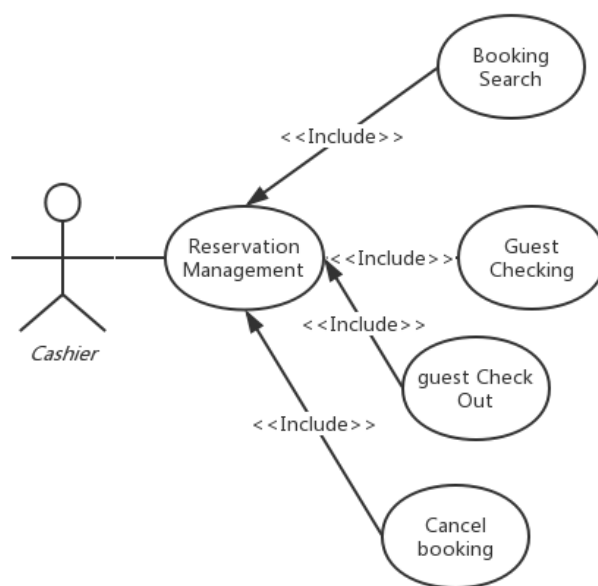 Booking
Search
<<Include>>
Reservation
Management
<<Include>>
Guest
Checking
<<Include>>
guest Check
Out
Cashier
<<Include>>
Cancel
booking